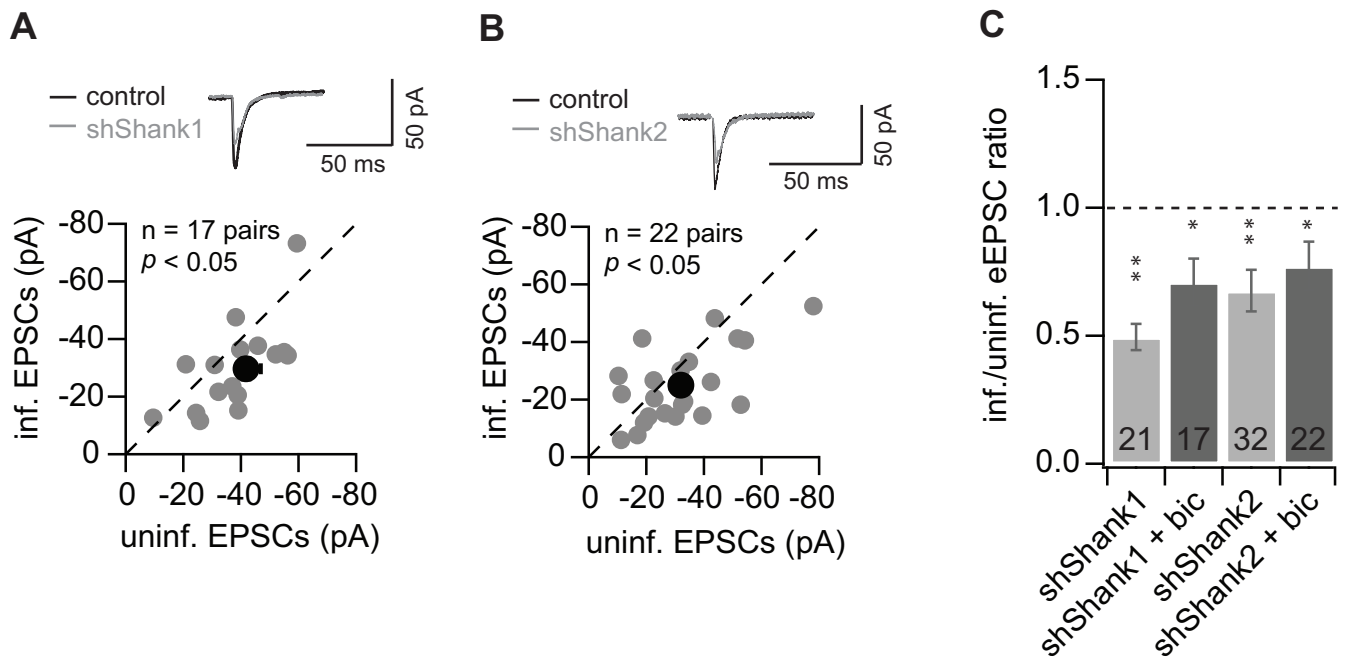 A
control
shShank1
50 pA
50 ms
n = 17 pairs
p < 0.05
inf. EPSCs (pA)
-80
-60
-40
-20
0
0 -20 -40 -60 -80
uninf. EPSCs (pA)
B
control
shShank2
50 pA
50 ms
n = 22 pairs
p < 0.05
inf. EPSCs (pA)
-80
-60
-40
-20
0
0 -20 -40 -60 -80
uninf. EPSCs (pA)
C
inf./uninf. eEPSC ratio
1.5
1.0
0.5
0.0
** * ** *
21 17 32 22
shShank1
shShank1 + bic
shShank2
shShank2 + bic